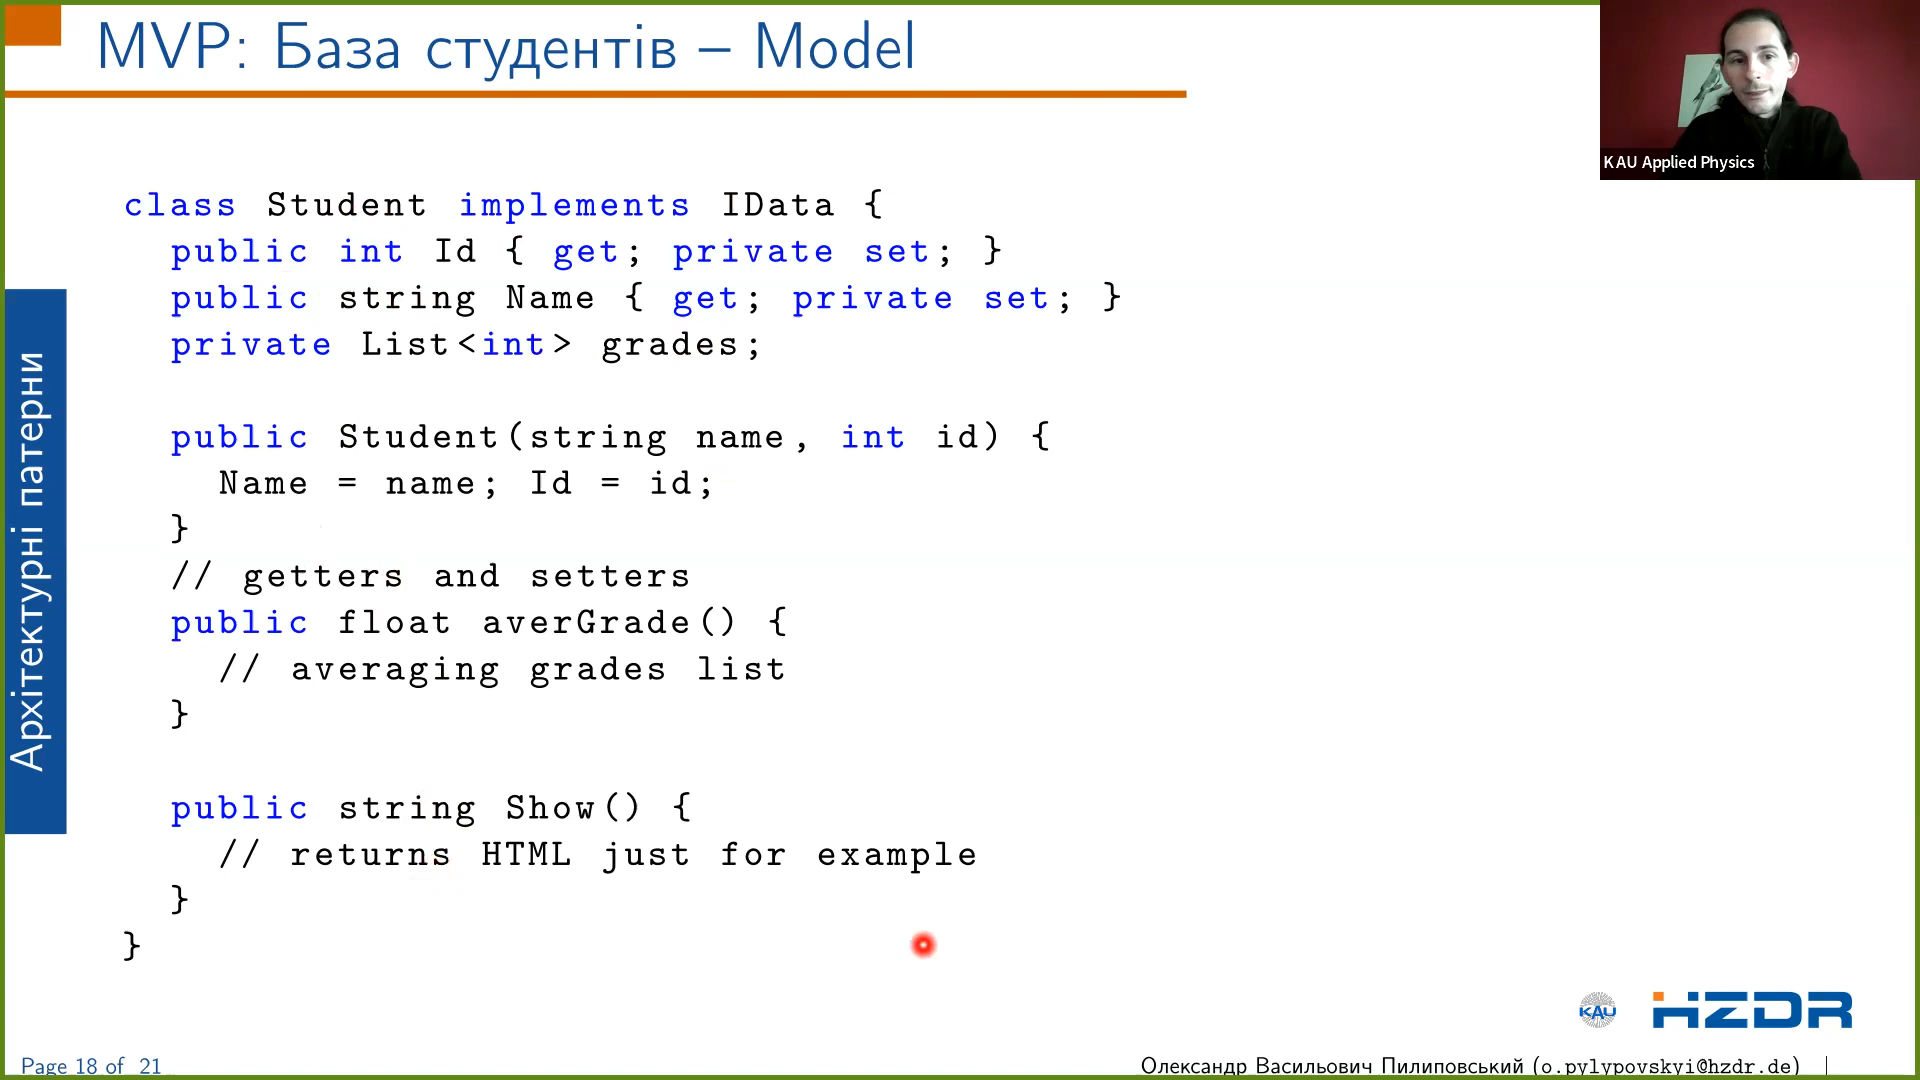 MVP: База студентів – Model
KAU Applied Physics
class Student implements IData {
public int Id { get; private set; }
public string Name { get; private set; }
private List<int> grades;
public Student(string name, int id) {
Name = name; Id = id;
}
// getters and setters
public float averGrade() {
// averaging grades list
}
public string Show() {
// returns HTML just for example
}
}
Архітектурні патерни
KAU
HZDR
Page 18 of 21
Олександр Васильович Пилиповський (o.pylypovskyi@hzdr.de)